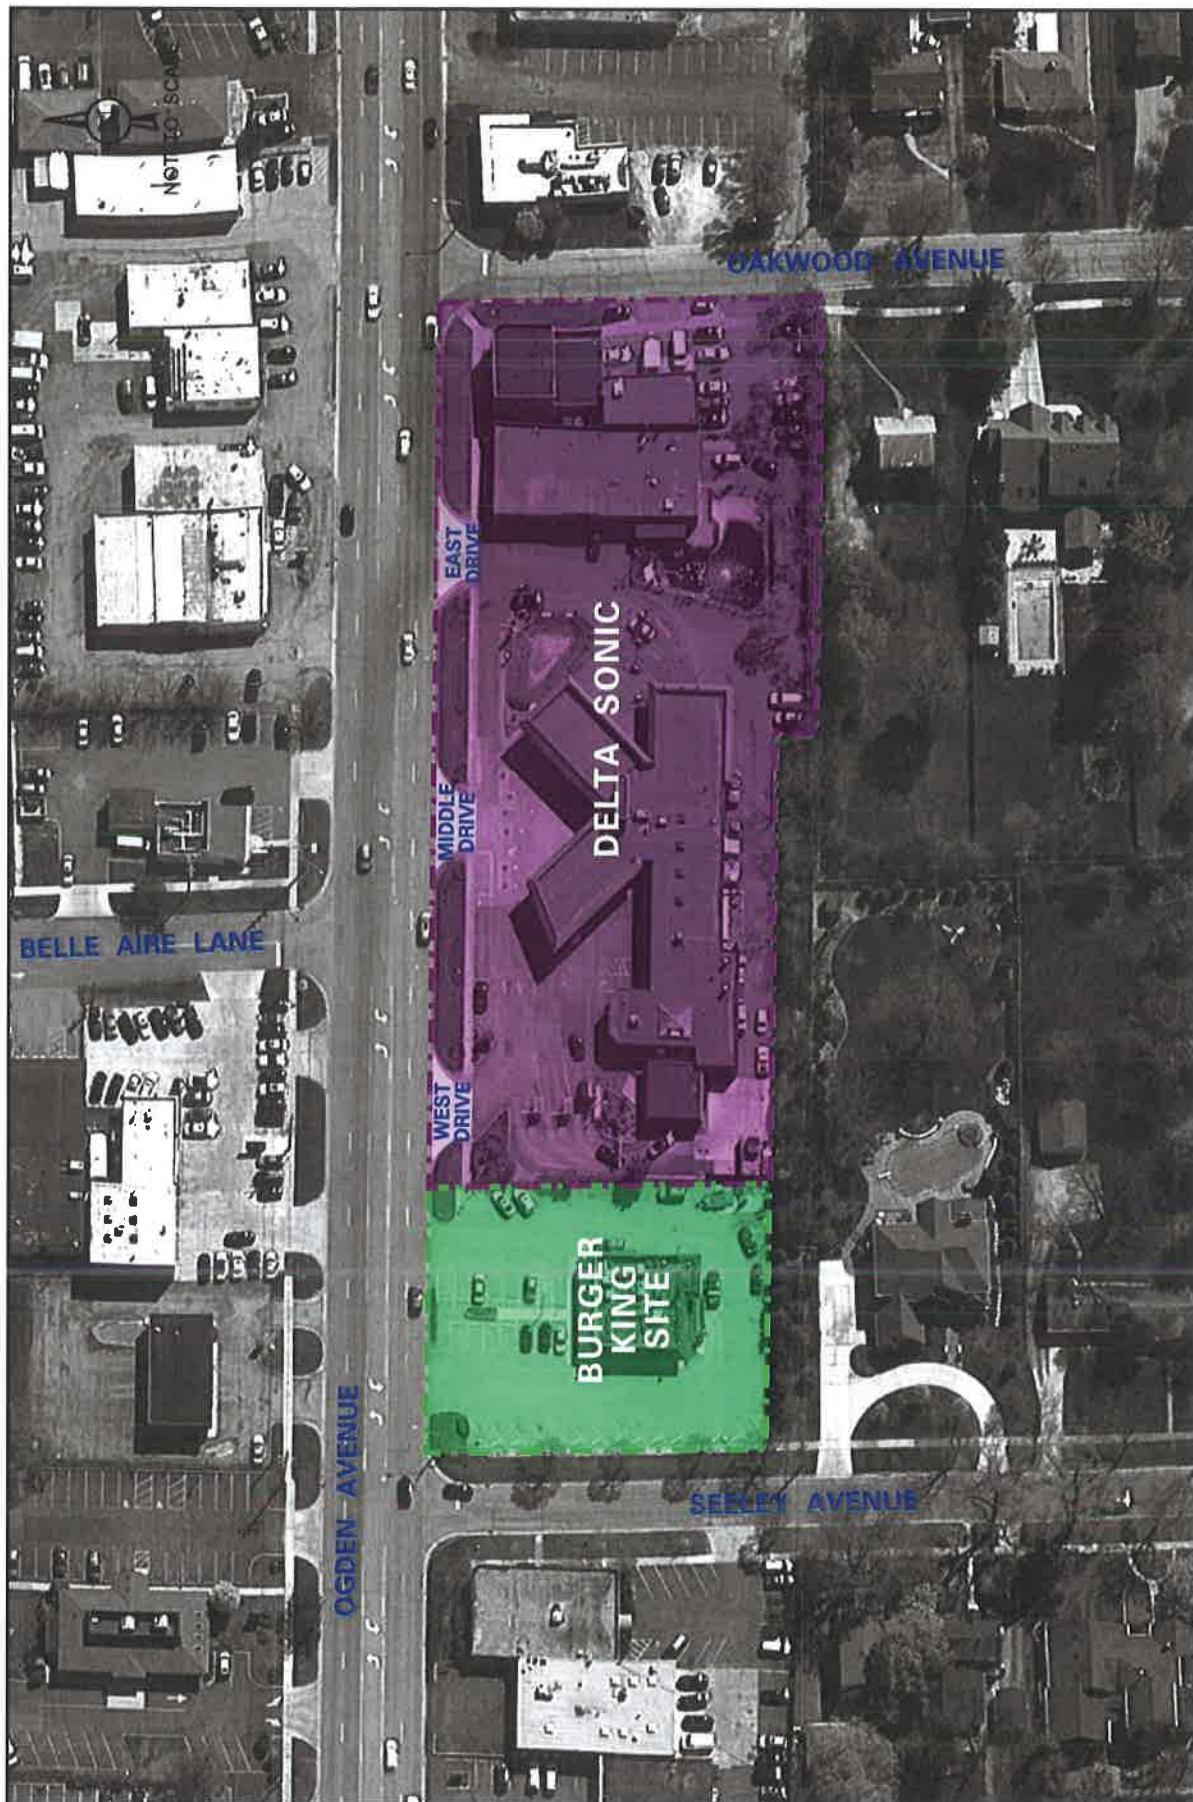 NOT TO SCALE
OAKWOOD AVENUE
EAST
DRIVE
DELTA SONIC
MIDDLE
DRIVE
BELLE AIRE LANE
WEST
DRIVE
BURGER
KING
SITE
OGDEN AVENUE
SEELEY AVENUE